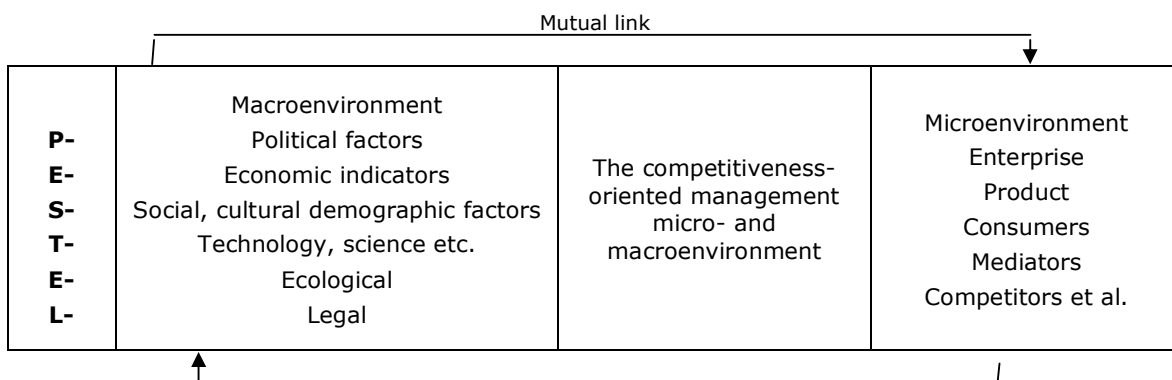 Mutual link
P-
E-
S-
T-
E-
L-
Macroenvironment
Political factors
Economic indicators
Social, cultural demographic factors
Technology, science etc.
Ecological
Legal
The competitiveness-
oriented management
micro- and
macroenvironment
Microenvironment
Enterprise
Product
Consumers
Mediators
Competitors et al.